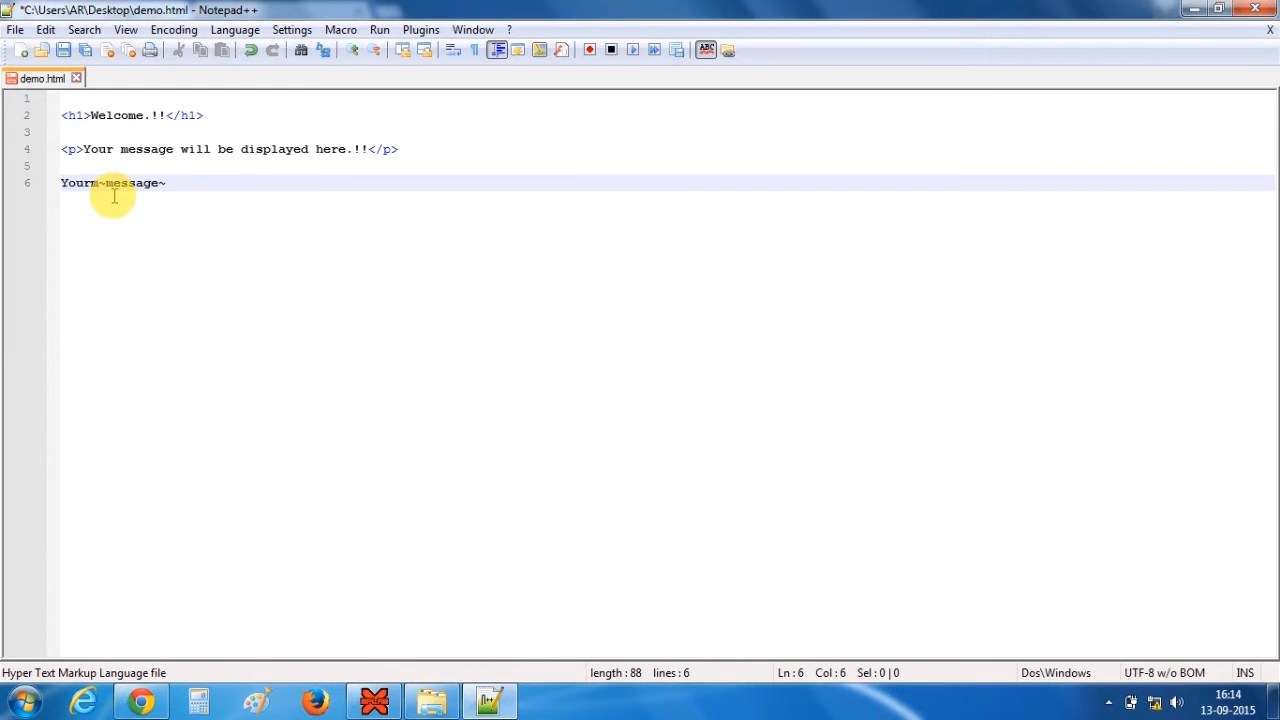 *C:\Users\AR\Desktop\demo.html - Notepad++
File Edit Search View Encoding Language Settings Macro Run Plugins Window ? X
ABC
demo.html
1
2 <h1>Welcome.!!</h1>
3
4 <p>Your message will be displayed here.!!</p>
5
6 Yourm~message~
Hyper Text Markup Language file length : 88 lines : 6 Ln : 6 Col : 6 Sel : 0 | 0 Dos\Windows UTF-8 w/o BOM INS
16:14
13-09-2015